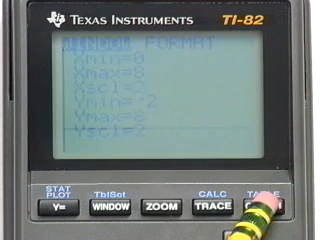 TEXAS INSTRUMENTS TI-82
WINDOW FORMAT
Xmin=0
Xmax=8
Xscl=2
Ymin=-2
Ymax=8
Yscl=2
STAT PLOT TblSet CALC TABLE
Y= WINDOW ZOOM TRACE